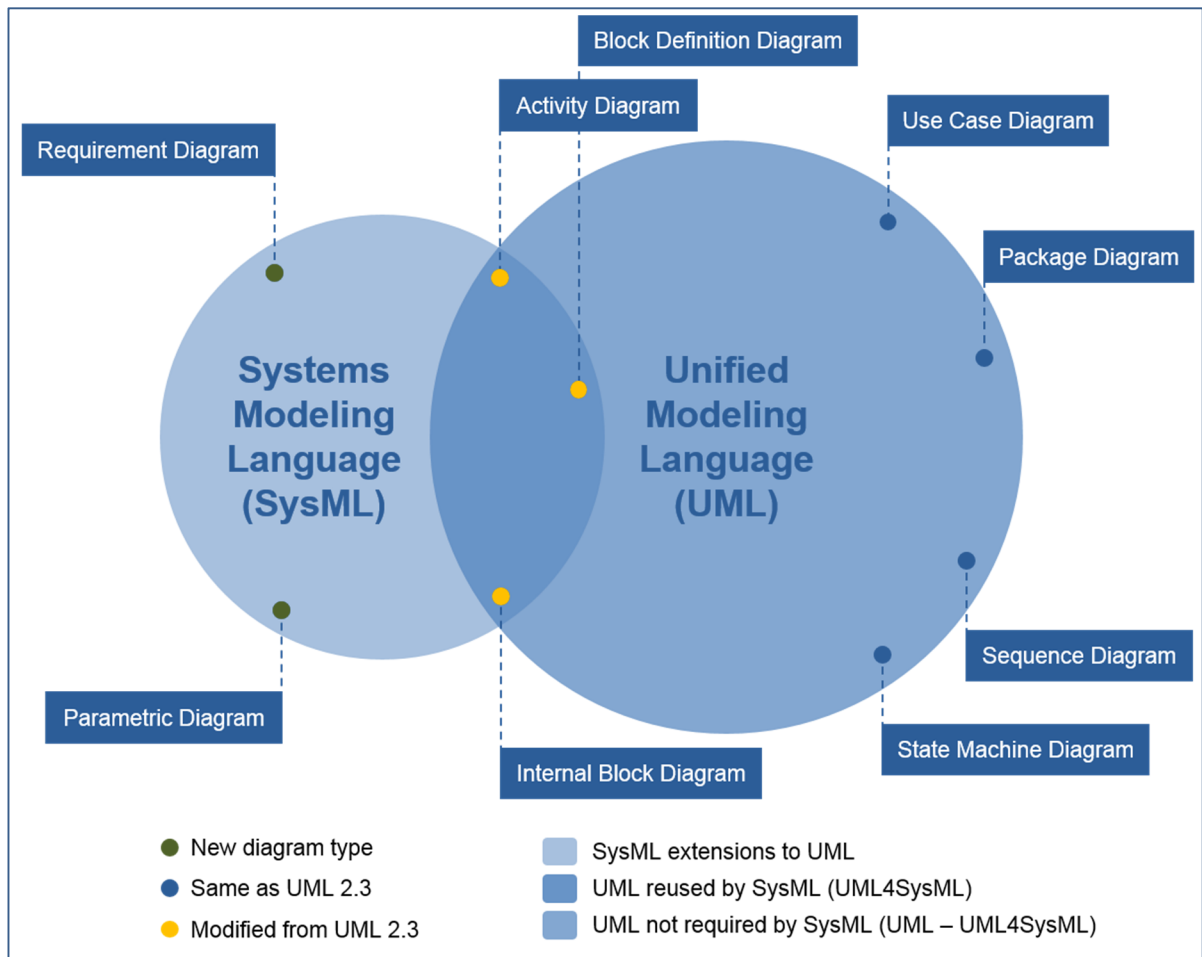 Block Definition Diagram
Activity Diagram
Use Case Diagram
Requirement Diagram
Package Diagram
Systems
Modeling
Language
(SysML)
Unified
Modeling
Language
(UML)
Sequence Diagram
Parametric Diagram
State Machine Diagram
Internal Block Diagram
New diagram type
Same as UML 2.3
Modified from UML 2.3
SysML extensions to UML
UML reused by SysML (UML4SysML)
UML not required by SysML (UML – UML4SysML)